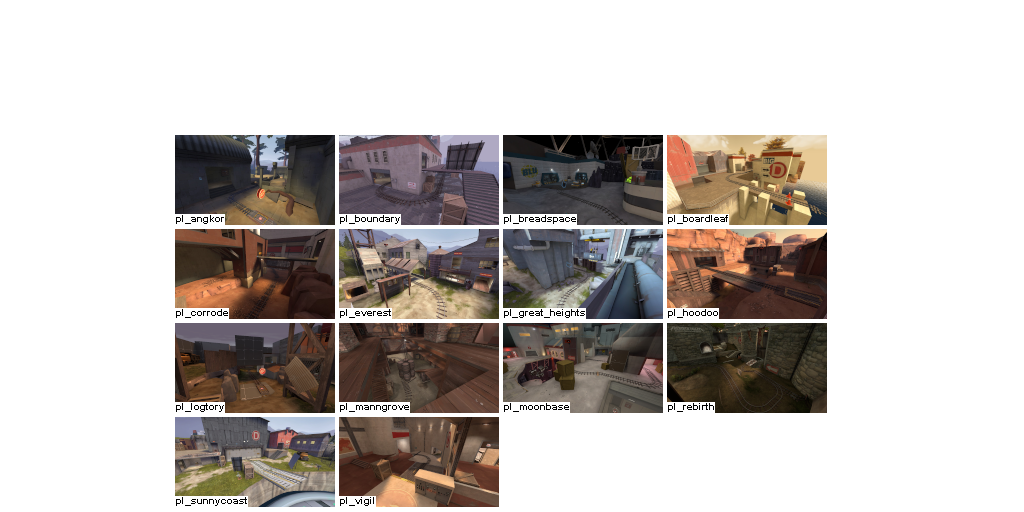 pl_angkor
pl_boundary
pl_breadspace
pl_boardleaf
pl_corrode
pl_everest
pl_great_heights
pl_hoodoo
pl_logtory
pl_manngrove
pl_moonbase
pl_rebirth
pl_sunnycoast
pl_vigil